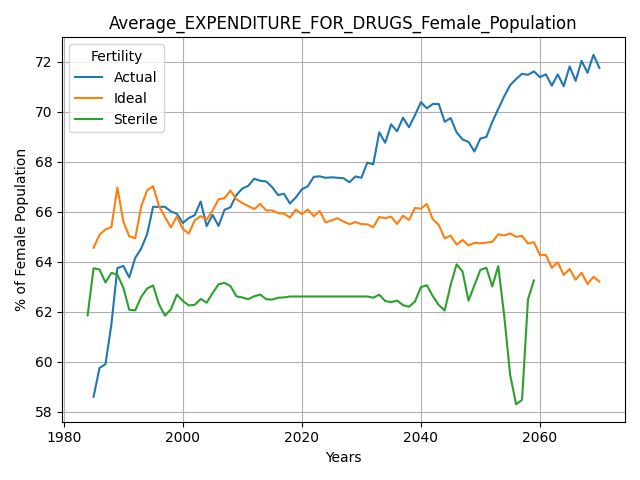 Average_EXPENDITURE_FOR_DRUGS_Female_Population
Fertility
Actual
Ideal
Sterile
% of Female Population
72
70
68
66
64
62
60
58
1980
2000
2020
2040
2060
Years